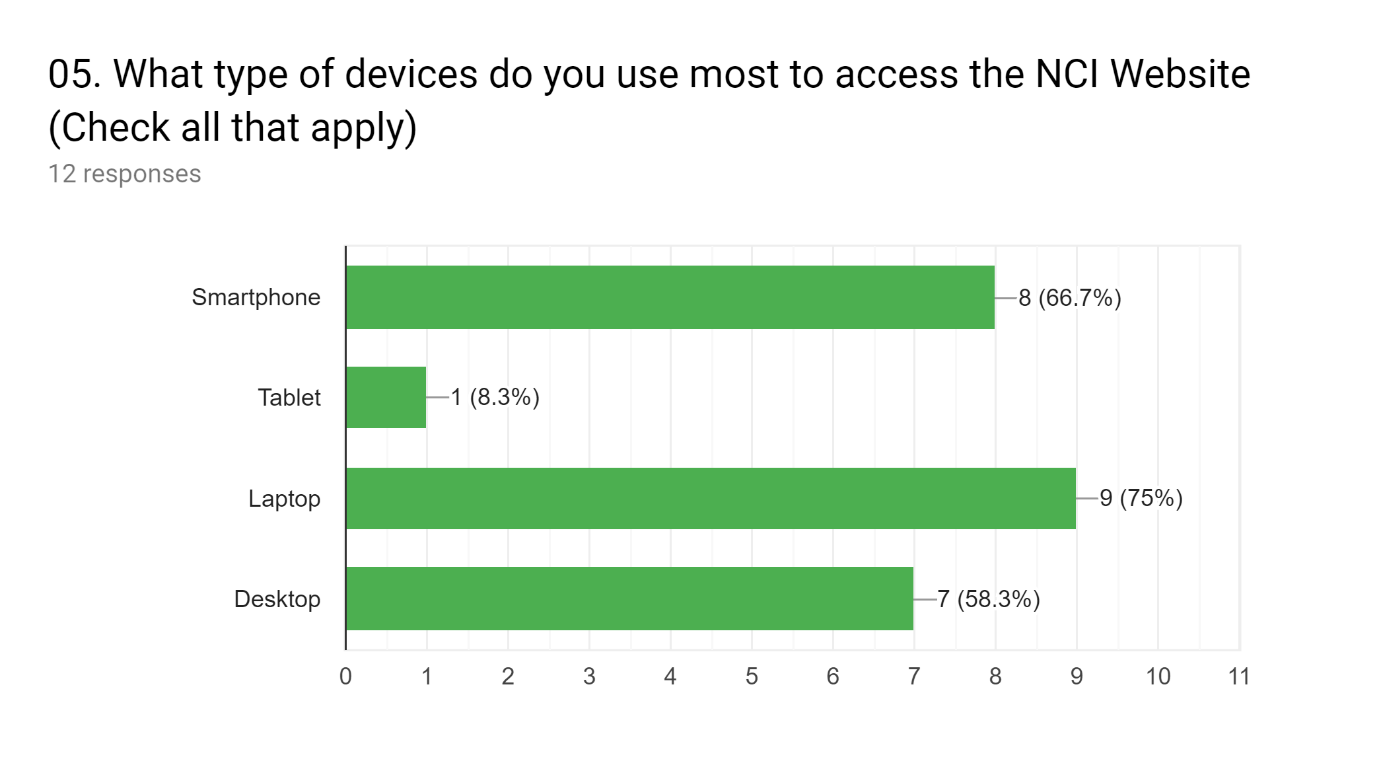 05. What type of devices do you use most to access the NCI Website
(Check all that apply)
12 responses
Smartphone
8 (66.7%)
Tablet
1 (8.3%)
Laptop
9 (75%)
Desktop
7 (58.3%)
0 1 2 3 4 5 6 7 8 9 10 11